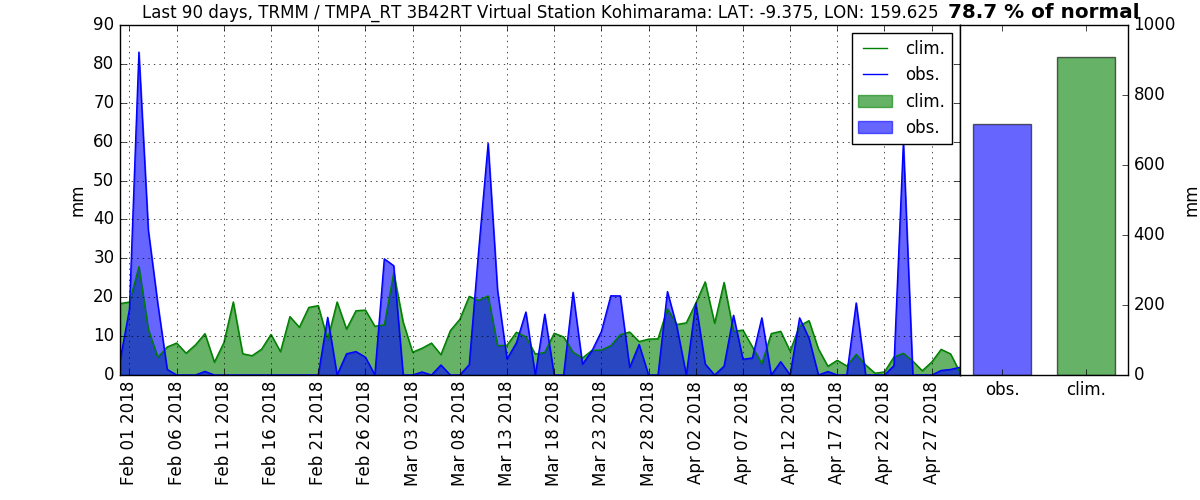 Last 90 days, TRMM / TMPA_RT 3B42RT Virtual Station Kohimarama: LAT: -9.375, LON: 159.625 78.7 % of normal
90
80
70
60
50
40
30
20
10
0
mm
clim.
obs.
clim.
obs.
1000
800
600
400
200
0
mm
obs. clim.
Feb 01 2018
Feb 06 2018
Feb 11 2018
Feb 16 2018
Feb 21 2018
Feb 26 2018
Mar 03 2018
Mar 08 2018
Mar 13 2018
Mar 18 2018
Mar 23 2018
Mar 28 2018
Apr 02 2018
Apr 07 2018
Apr 12 2018
Apr 17 2018
Apr 22 2018
Apr 27 2018